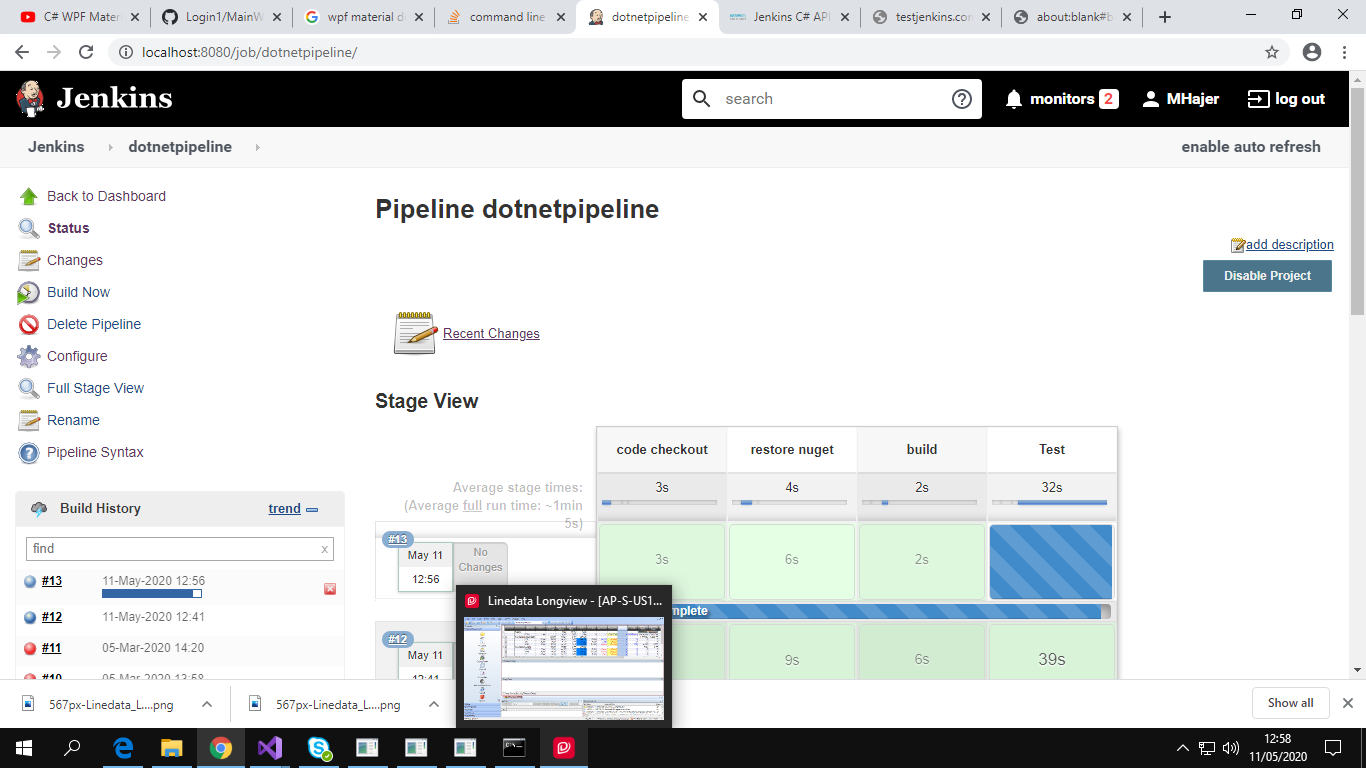 C# WPF Mater
Login1/MainW
wpf material d
command line
dotnetpipeline
Jenkins C# API
testjenkins.com
about:blank#b
localhost:8080/job/dotnetpipeline/
Jenkins
search
monitors 2
MHajer
log out
Jenkins
dotnetpipeline
enable auto refresh
Back to Dashboard
Status
Changes
Build Now
Delete Pipeline
Configure
Full Stage View
Rename
Pipeline Syntax
Pipeline dotnetpipeline
add description
Disable Project
Recent Changes
Stage View
code checkout restore nuget build Test
Average stage times:
(Average full run time: ~1min
5s)
3s 4s 2s 32s
#13
May 11
12:56
No
Changes
3s 6s 2s
mplete
#12
May 11
12:41
9s 6s 39s
Build History
trend
find x
#13 11-May-2020 12:56
#12 11-May-2020 12:41
#11 05-Mar-2020 14:20
#10 05-Mar-2020 13:58
Linedata Longview - [AP-S-US1...
567px-Linedata_L....png
567px-Linedata_L....png
Show all
12:58
11/05/2020